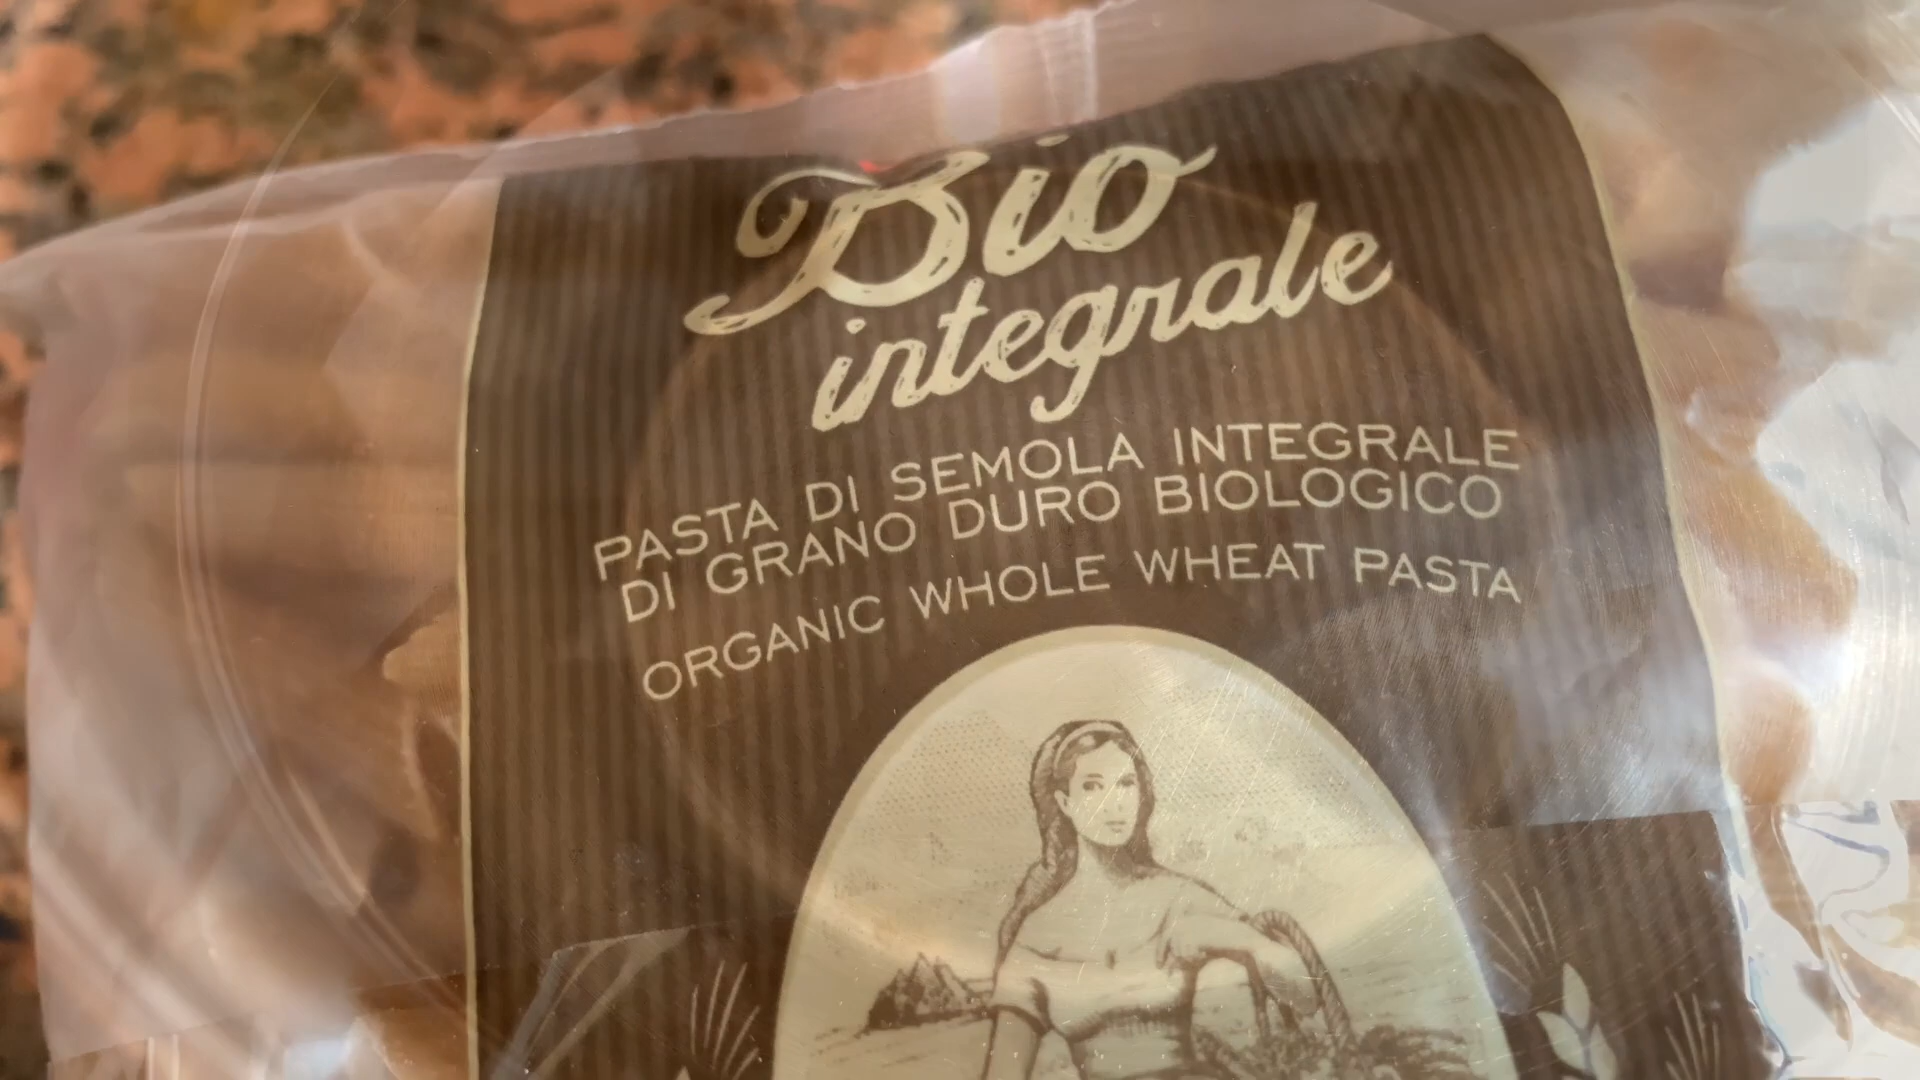 Bio
integrale
PASTA DI SEMOLA INTEGRALE
DI GRANO DURO BIOLOGICO
ORGANIC WHOLE WHEAT PASTA